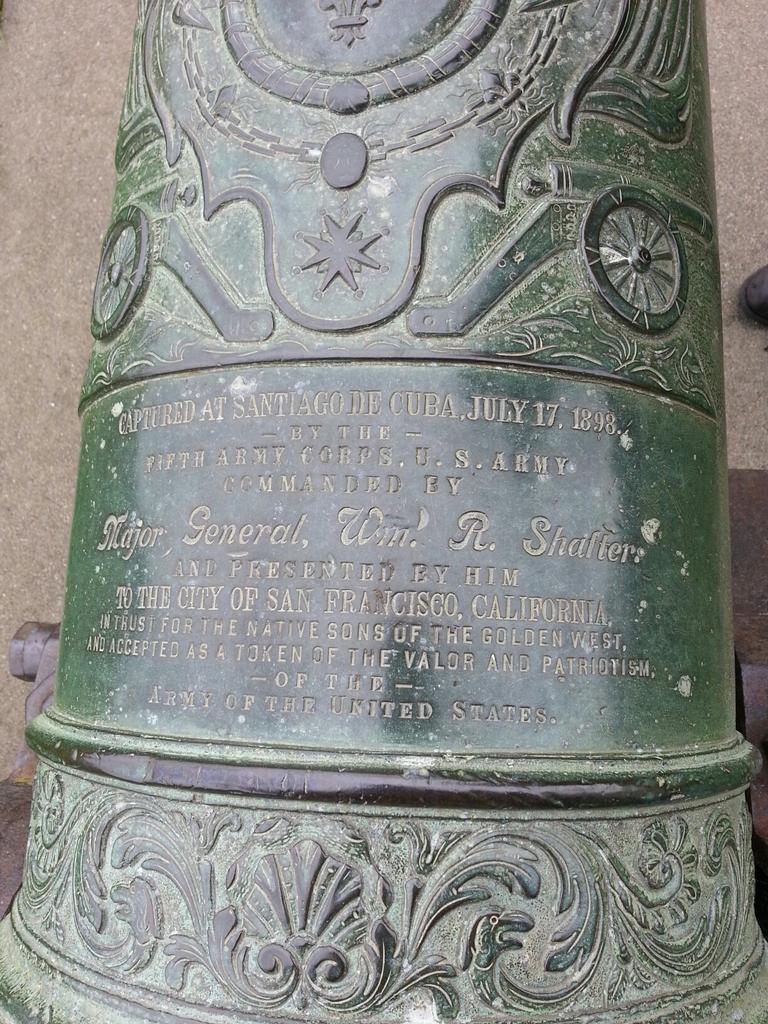 CAPTURED AT SANTIAGO DE CUBA, JULY 17, 1898.
— BY THE —
FIFTH ARMY CORPS, U. S. ARMY
COMMANDED BY
Major, General, Wm. R. Shafter.
AND PRESENTED BY HIM
TO THE CITY OF SAN FRANCISCO, CALIFORNIA,
IN TRUST FOR THE NATIVE SONS OF THE GOLDEN WEST,
AND ACCEPTED AS A TOKEN OF THE VALOR AND PATRIOTISM,
— OF THE —
ARMY OF THE UNITED STATES.